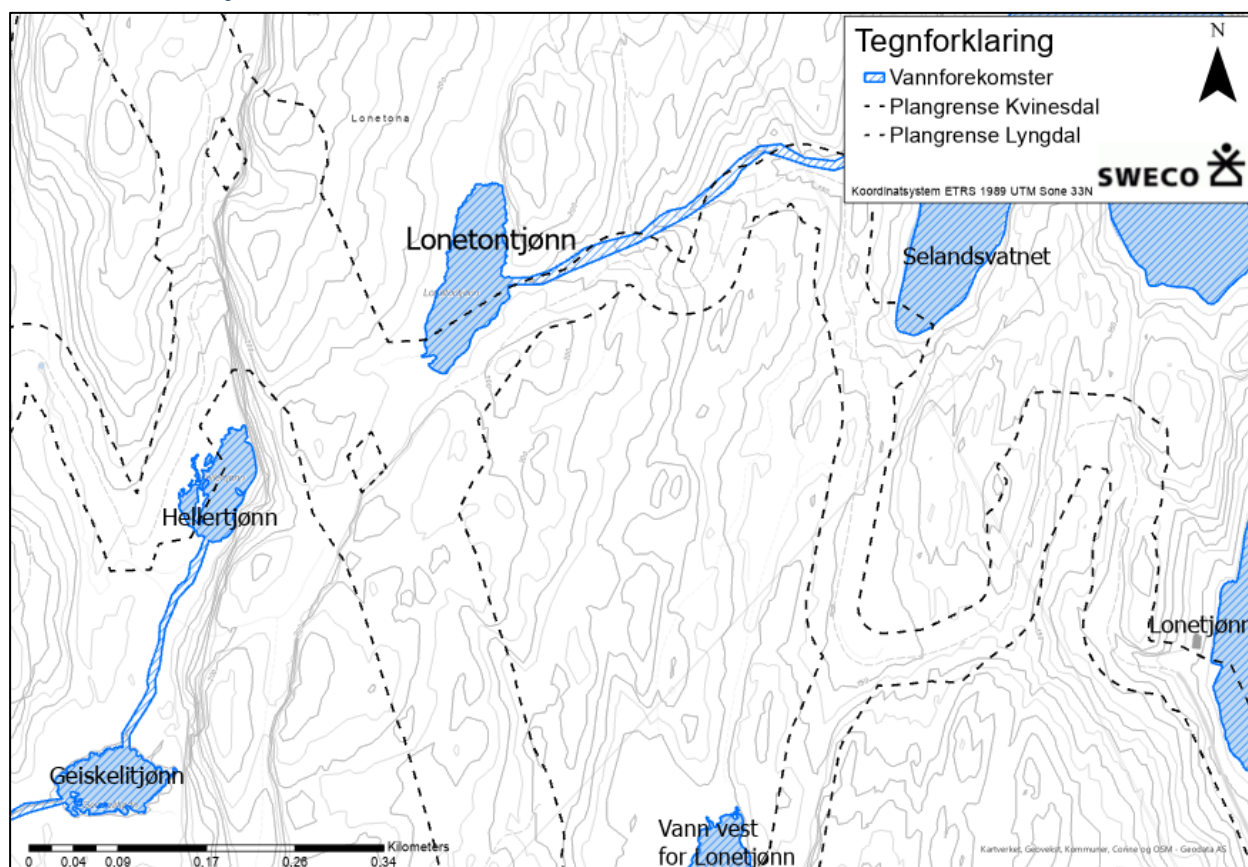 Tegnforklaring
Vannforekomster
Plangrense Kvinesdal
Plangrense Lyngdal
N
SWECO
Koordinatsystem ETRS 1989 UTM Sone 33N
Lonetona
Lonetontjønn
Selandsvatnet
Hellertjønn
Lonetjønn
Geiskelitjønn
Vann vest
for Lonetjønn
Kilometers
0 0.04 0.09 0.17 0.26 0.34
Kartverket, Geovekst, Kommuner, Corine og OSM - Geodata AS